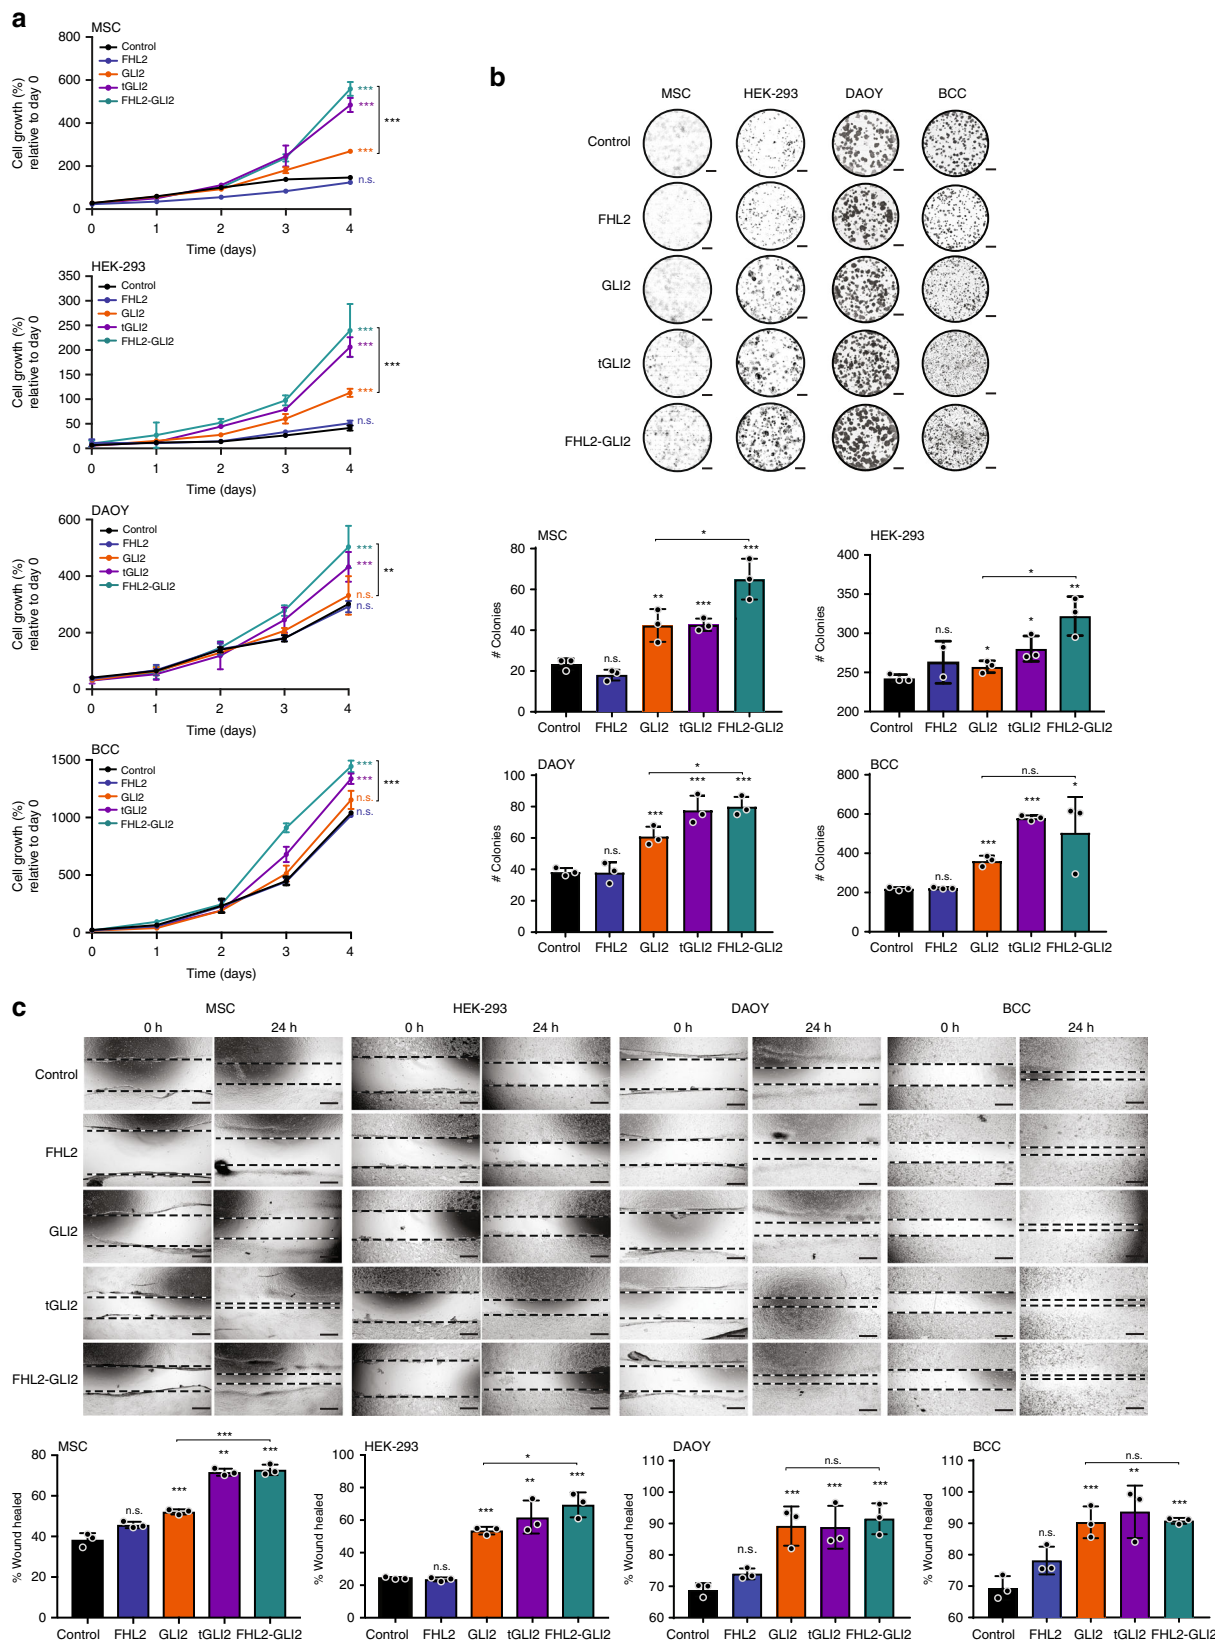 a
MSC
800
600
400
200
0
Cell growth (%)
relative to day 0
Control
FHL2
GLI2
tGLI2
FHL2-GLI2
***
***
***
***
n.s.
0 1 2 3 4
Time (days)
HEK-293
350
300
250
200
150
100
50
0
Cell growth (%)
relative to day 0
Control
FHL2
GLI2
tGLI2
FHL2-GLI2
***
***
***
***
n.s.
0 1 2 3 4
Time (days)
DAOY
600
400
200
0
Cell growth (%)
relative to day 0
Control
FHL2
GLI2
tGLI2
FHL2-GLI2
***
***
**
n.s.
n.s.
0 1 2 3 4
Time (days)
BCC
1500
1000
500
0
Cell growth (%)
relative to day 0
Control
FHL2
GLI2
tGLI2
FHL2-GLI2
***
***
***
n.s.
n.s.
0 1 2 3 4
Time (days)
b
MSC HEK-293 DAOY BCC
Control
FHL2
GLI2
tGLI2
FHL2-GLI2
MSC
80
60
40
20
0
# Colonies
n.s.
**
***
***
*
Control FHL2 GLI2 tGLI2 FHL2-GLI2
HEK-293
400
350
300
250
200
# Colonies
n.s.
*
*
**
*
Control FHL2 GLI2 tGLI2 FHL2-GLI2
DAOY
100
80
60
40
20
0
# Colonies
n.s.
***
***
***
*
Control FHL2 GLI2 tGLI2 FHL2-GLI2
BCC
800
600
400
200
0
# Colonies
n.s.
***
***
*
n.s.
Control FHL2 GLI2 tGLI2 FHL2-GLI2
c
MSC HEK-293 DAOY BCC
0 h 24 h 0 h 24 h 0 h 24 h 0 h 24 h
Control
FHL2
GLI2
tGLI2
FHL2-GLI2
MSC
80
60
40
20
0
% Wound healed
n.s.
***
**
***
***
Control FHL2 GLI2 tGLI2 FHL2-GLI2
HEK-293
100
80
60
40
20
0
% Wound healed
n.s.
***
**
***
*
Control FHL2 GLI2 tGLI2 FHL2-GLI2
DAOY
110
100
90
80
70
60
% Wound healed
n.s.
***
***
***
n.s.
Control FHL2 GLI2 tGLI2 FHL2-GLI2
BCC
110
100
90
80
70
60
% Wound healed
n.s.
***
**
***
n.s.
Control FHL2 GLI2 tGLI2 FHL2-GLI2